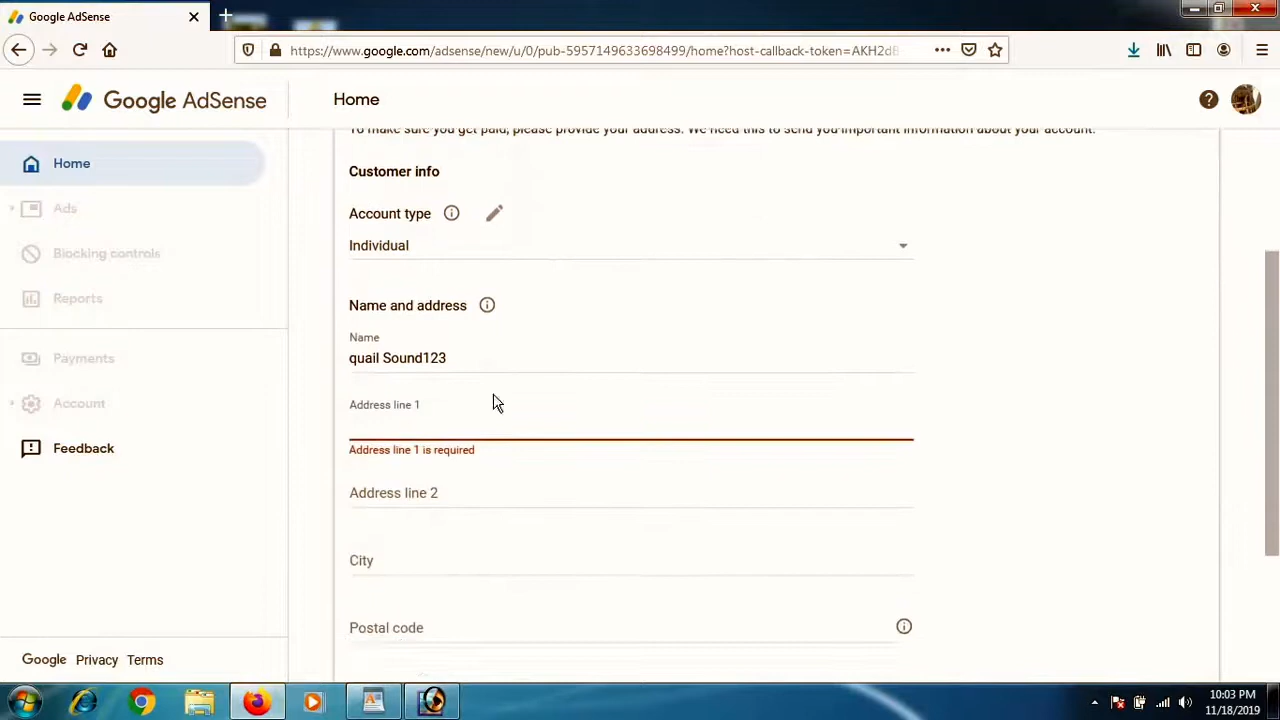 Google AdSense
https://www.google.com/adsense/new/u/0/pub-5957149633698499/home?host-callback-token=AKH2dB
Google AdSense
Home
Home
Ads
Blocking controls
Reports
Payments
Account
Feedback
Google Privacy Terms
To make sure you get paid, please provide your address. We need this to send you important information about your account.
Customer info
Account type
Individual
Name and address
Name
quail Sound123
Address line 1
Address line 1 is required
Address line 2
City
Postal code
10:03 PM
11/18/2019